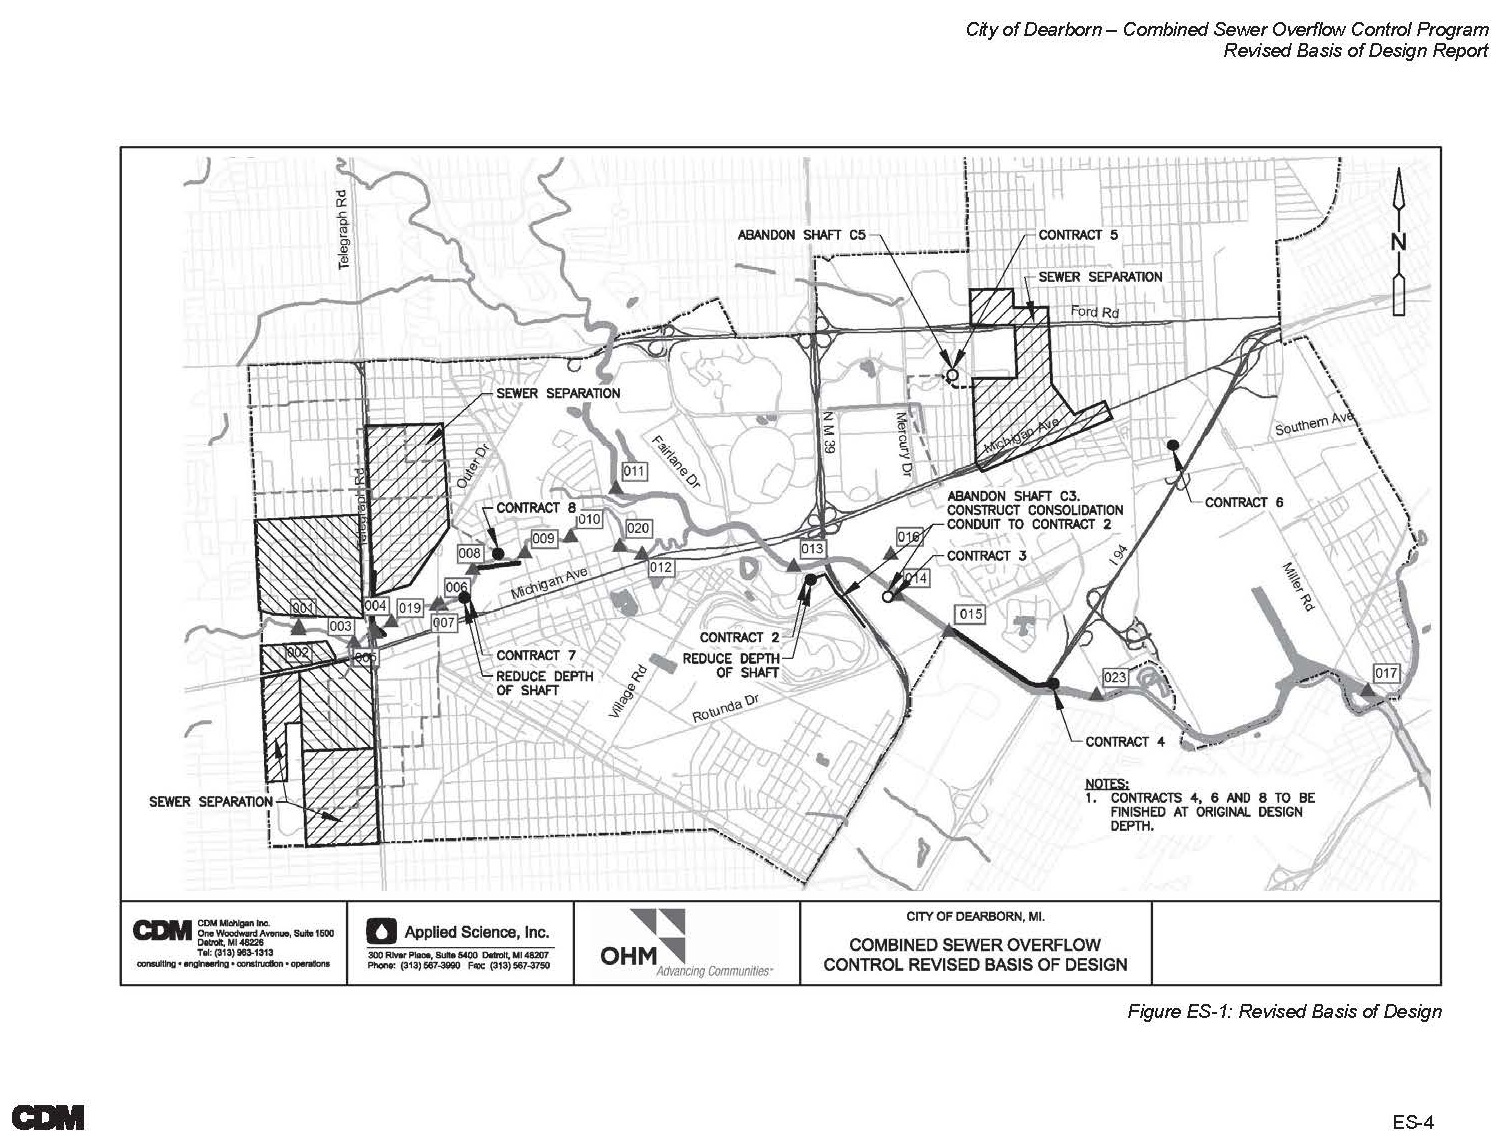 City of Dearborn – Combined Sewer Overflow Control Program
Revised Basis of Design Report
Telegraph Rd
ABANDON SHAFT C5
CONTRACT 5
SEWER SEPARATION
N
Ford Rd
SEWER SEPARATION
Outer Dr
Telegraph Rd
Fairlane Dr
N M 39
Mercury Dr
Michigan Ave
Southern Ave
011
CONTRACT 8
010
020
009
008
012
013
016
014
ABANDON SHAFT C3.
CONSTRUCT CONSOLIDATION
CONDUIT TO CONTRACT 2
CONTRACT 3
CONTRACT 6
I 94
Miller Rd
Michigan Ave
006
001
004
019
003
007
002
005
015
CONTRACT 7
REDUCE DEPTH
OF SHAFT
CONTRACT 2
REDUCE DEPTH
OF SHAFT
Village Rd
Rotunda Dr
023
017
CONTRACT 4
SEWER SEPARATION
NOTES:
1. CONTRACTS 4, 6 AND 8 TO BE
FINISHED AT ORIGINAL DESIGN
DEPTH.
CDM
CDM Michigan Inc.
One Woodward Avenue, Suite 1500
Detroit, MI 48226
Tel: (313) 963-1313
consulting • engineering • construction • operations
Applied Science, Inc.
300 River Place, Suite 5400 Detroit, MI 48207
Phone: (313) 567-3990 Fax: (313) 567-3750
OHM
Advancing Communities
CITY OF DEARBORN, MI.
COMBINED SEWER OVERFLOW
CONTROL REVISED BASIS OF DESIGN
Figure ES-1: Revised Basis of Design
CDM
ES-4